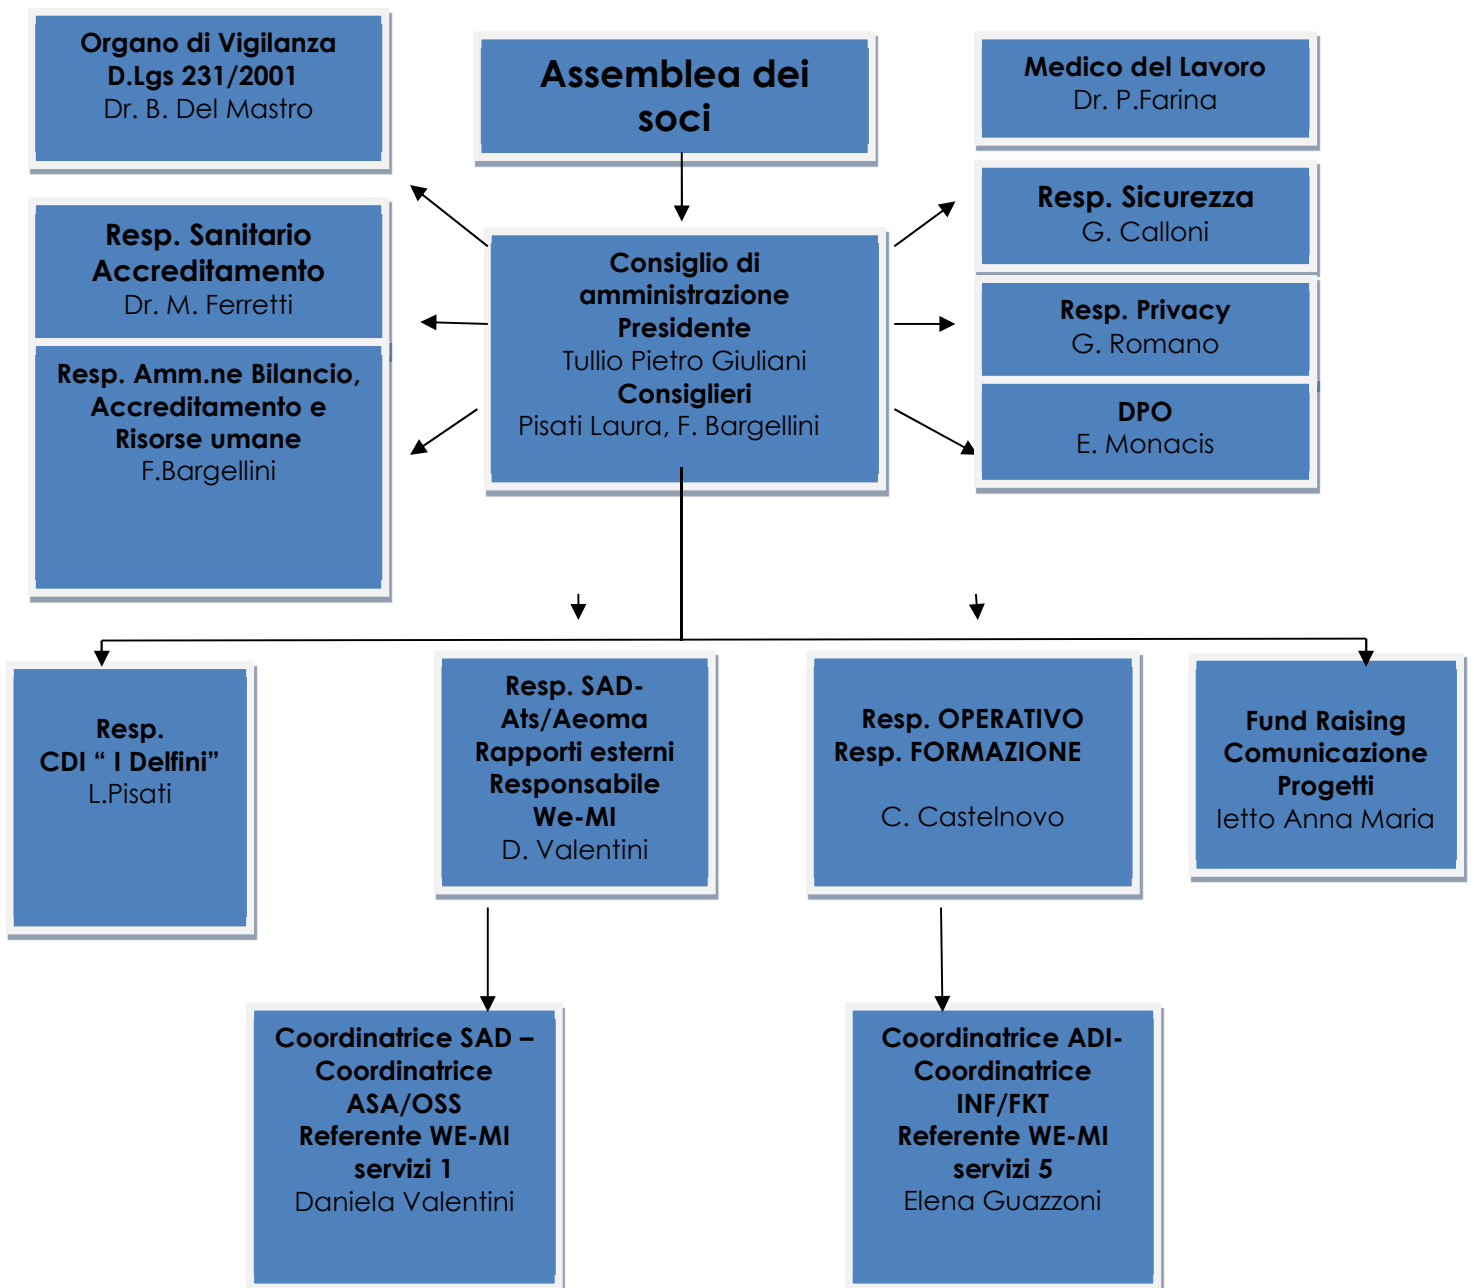 Organo di Vigilanza
D.Lgs 231/2001
Dr. B. Del Mastro
Assemblea dei
soci
Medico del Lavoro
Dr. P.Farina
Resp. Sanitario
Accreditamento
Dr. M. Ferretti
Resp. Amm.ne Bilancio,
Accreditamento e
Risorse umane
F.Bargellini
Consiglio di
amministrazione
Presidente
Tullio Pietro Giuliani
Consiglieri
Pisati Laura, F. Bargellini
Resp. Sicurezza
G. Calloni
Resp. Privacy
G. Romano
DPO
E. Monacis
Resp.
CDI “ I Delfini”
L.Pisati
Resp. SAD-
Ats/Aeoma
Rapporti esterni
Responsabile
We-MI
D. Valentini
Resp. OPERATIVO
Resp. FORMAZIONE
C. Castelnovo
Fund Raising
Comunicazione
Progetti
Ietto Anna Maria
Coordinatrice SAD –
Coordinatrice
ASA/OSS
Referente WE-MI
servizi 1
Daniela Valentini
Coordinatrice ADI-
Coordinatrice
INF/FKT
Referente WE-MI
servizi 5
Elena Guazzoni